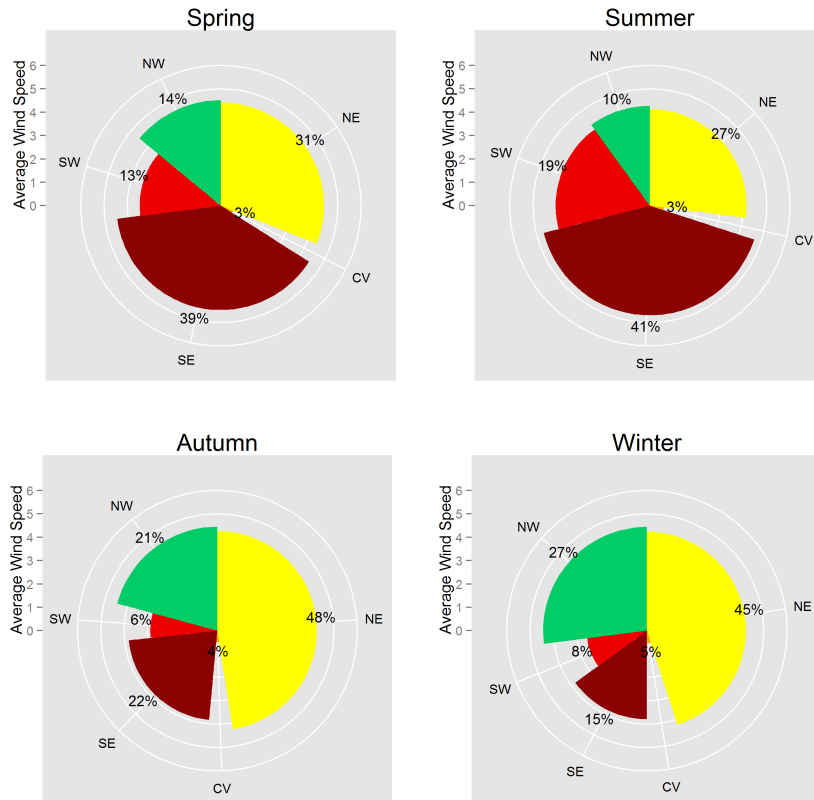 Spring
Average Wind Speed
6
5
4
3
2
1
0
NW
14%
NE
31%
SW
13%
3%
CV
39%
SE
Summer
Average Wind Speed
6
5
4
3
2
1
0
NW
10%
NE
27%
SW
19%
3%
CV
41%
SE
Autumn
Average Wind Speed
6
5
4
3
2
1
0
NW
21%
SW
6%
48%
NE
4%
22%
SE
CV
Winter
Average Wind Speed
6
5
4
3
2
1
0
NW
27%
45%
NE
8%
5%
SW
15%
SE
CV